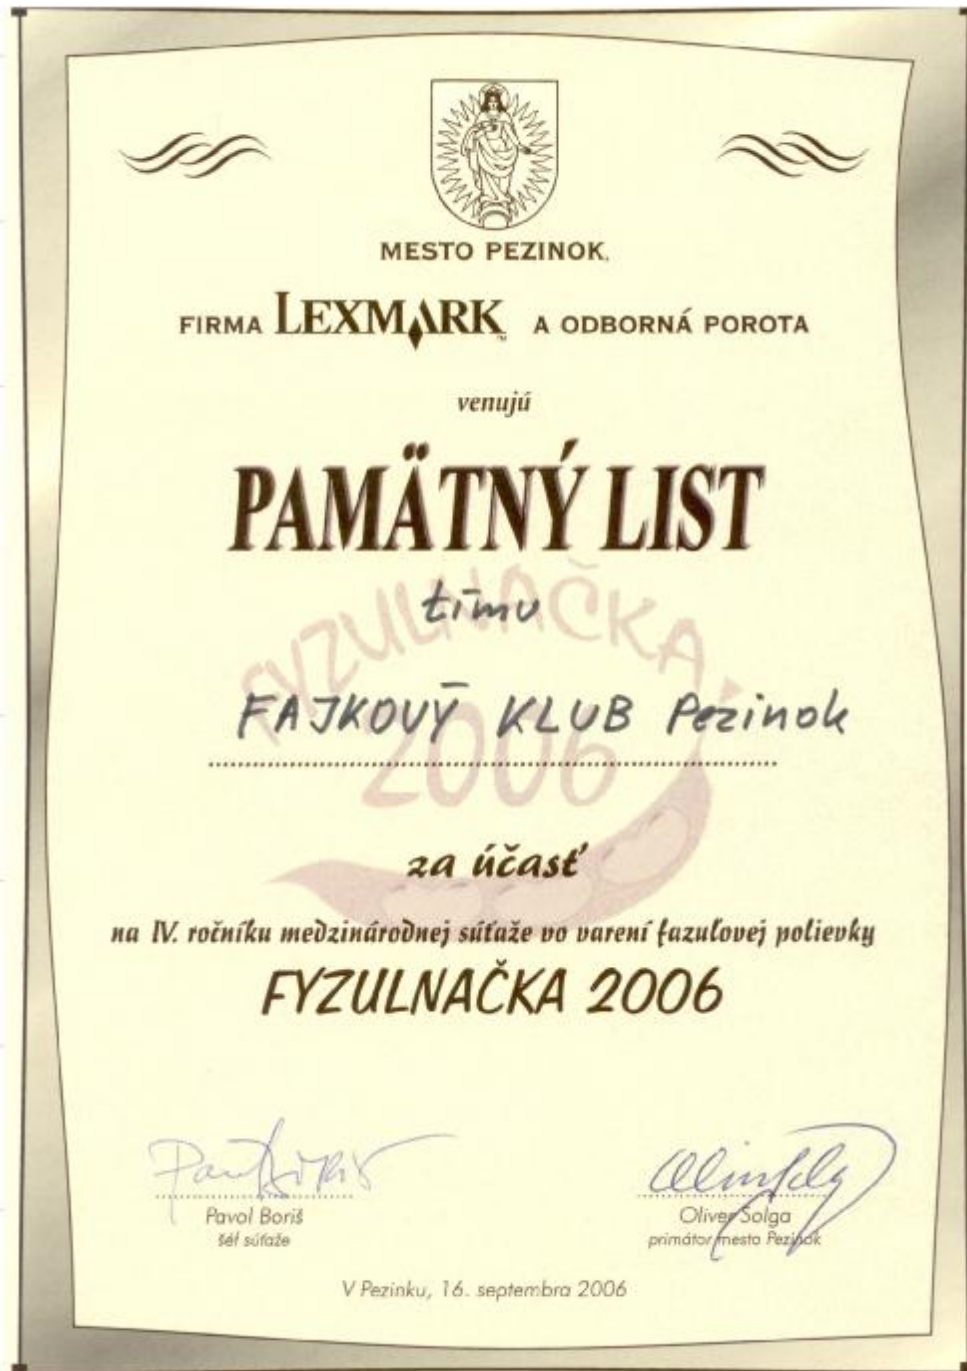 MESTO PEZINOK,
FIRMA LEXMARK™ A ODBORNÁ POROTA
venujú
PAMÄTNÝ LIST
tímu
FYZULNAČKA
FAJKOVÝ KLUB Pezinok
2006
za účasť
na IV. ročníku medzinárodnej súťaže vo varení fazuľovej polievky
FYZULNAČKA 2006
Pavol Boriš
šéf súťaže
Oliver Solga
primátor mesta Pezinok
V Pezinku, 16. septembra 2006